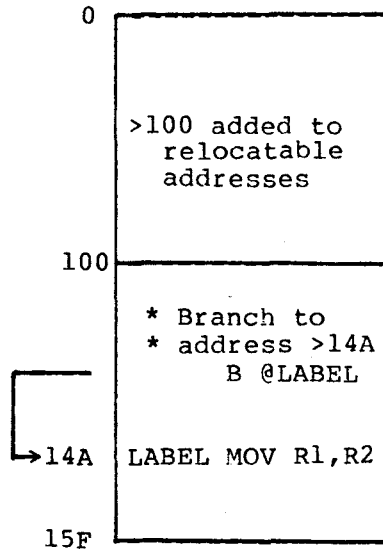 0
>100 added to
relocatable
addresses
100
* Branch to
* address >14A
B @LABEL
14A LABEL MOV R1,R2
15F